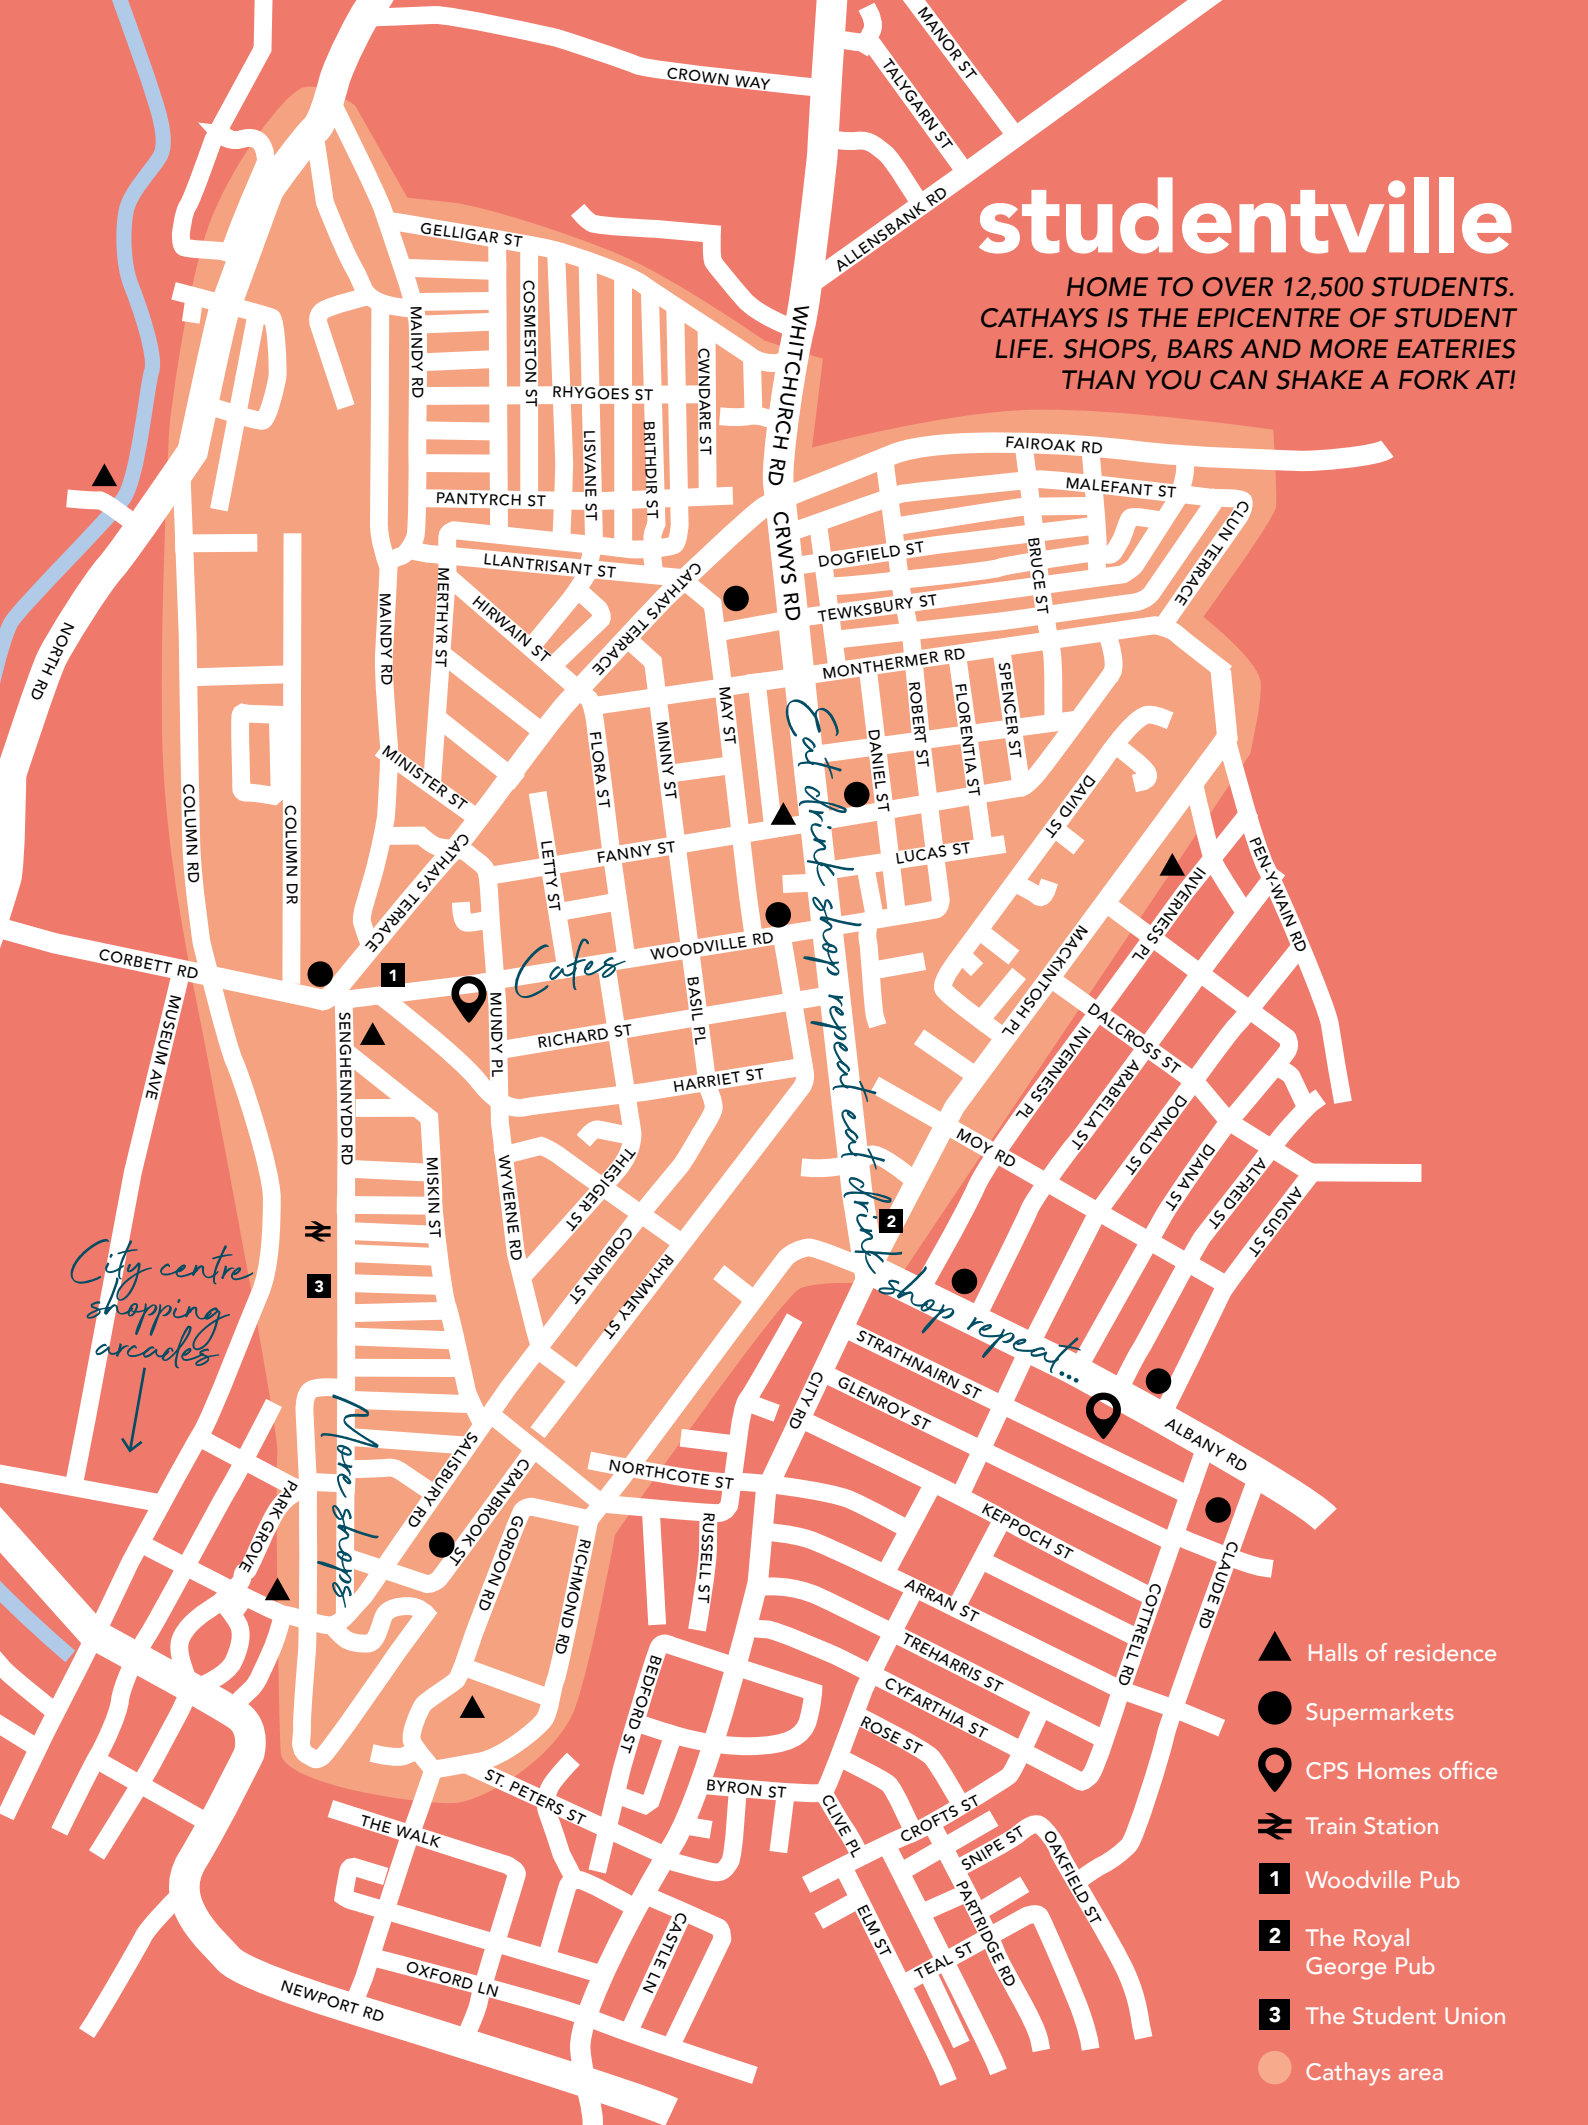 studentville
HOME TO OVER 12,500 STUDENTS.
CATHAYS IS THE EPICENTRE OF STUDENT
LIFE. SHOPS, BARS AND MORE EATERIES
THAN YOU CAN SHAKE A FORK AT!
MANOR ST
TALYGARN ST
CROWN WAY
ALLENSBANK RD
GELLIGAR ST
COSMESTON ST
MAINDY RD
WHITCHURCH RD
CWNDARE ST
RHYGOES ST
LISVANE ST
BRITHDIR ST
PANTYRCH ST
FAIROAK RD
MALEFANT ST
CLUN TERRACE
CRWYS RD
DOGFIELD ST
BRUCE ST
LLANTRISANT ST
CATHAYS TERRACE
MERTHYR ST
HIRWAIN ST
MAINDY RD
TEWKSBURY ST
NORTH RD
MONTHERMER RD
SPENCER ST
ROBERT ST
FLORENTIA ST
MAY ST
MINNY ST
FLORA ST
DANIEL ST
MINISTER ST
DAVID ST
COLUMN RD
COLUMN DR
CATHAYS TERRACE
LETTY ST
FANNY ST
LUCAS ST
PEN-Y-WAIN RD
INVERNESS PL
Eat drink shop repeat eat drink shop repeat...
CORBETT RD
1
Cafes
WOODVILLE RD
MACKINTOSH PL
MUSEUM AVE
SENGHENNYDD RD
MUNDY PL
RICHARD ST
BASIL PL
DALCROSS ST
INVERNESS PL
ARABELLA ST
DONALD ST
HARRIET ST
MOY RD
DIANA ST
ALFRED ST
ANGUS ST
MISKIN ST
WYVERNE RD
THESIGER ST
COBURN ST
RHYMNEY ST
2
City centre
shopping
arcades
3
More shops
STRATHNAIRN ST
GLENROY ST
CITY RD
ALBANY RD
SALISBURY RD
CRANBROOK ST
NORTHCOTE ST
PARK GROVE
GORDON RD
RICHMOND RD
RUSSELL ST
KEPPOCH ST
CLAUDE RD
COTTRELL RD
ARRAN ST
TREHARRIS ST
CYFARTHIA ST
ROSE ST
BEDFORD ST
ST. PETERS ST
BYRON ST
CLIVE PL
CROFTS ST
THE WALK
SNIPE ST
OAKFIELD ST
PARTRIDGE RD
ELM ST
TEAL ST
CASTLE LN
OXFORD LN
NEWPORT RD
Halls of residence
Supermarkets
CPS Homes office
Train Station
1 Woodville Pub
2 The Royal
George Pub
3 The Student Union
Cathays area